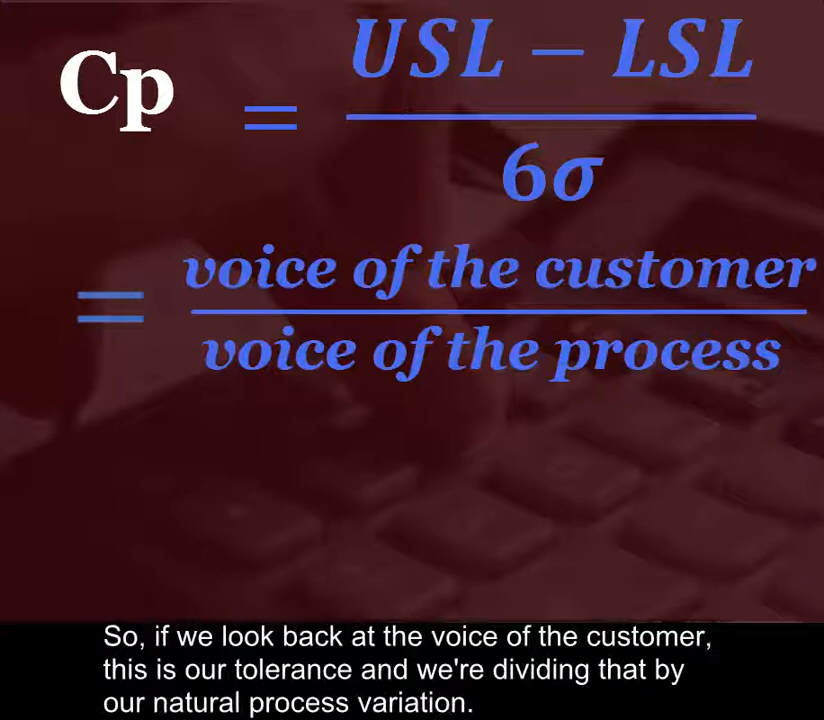 Cp = USL − LSL
6σ
= voice of the customer
voice of the process
So, if we look back at the voice of the customer,
this is our tolerance and we're dividing that by
our natural process variation.